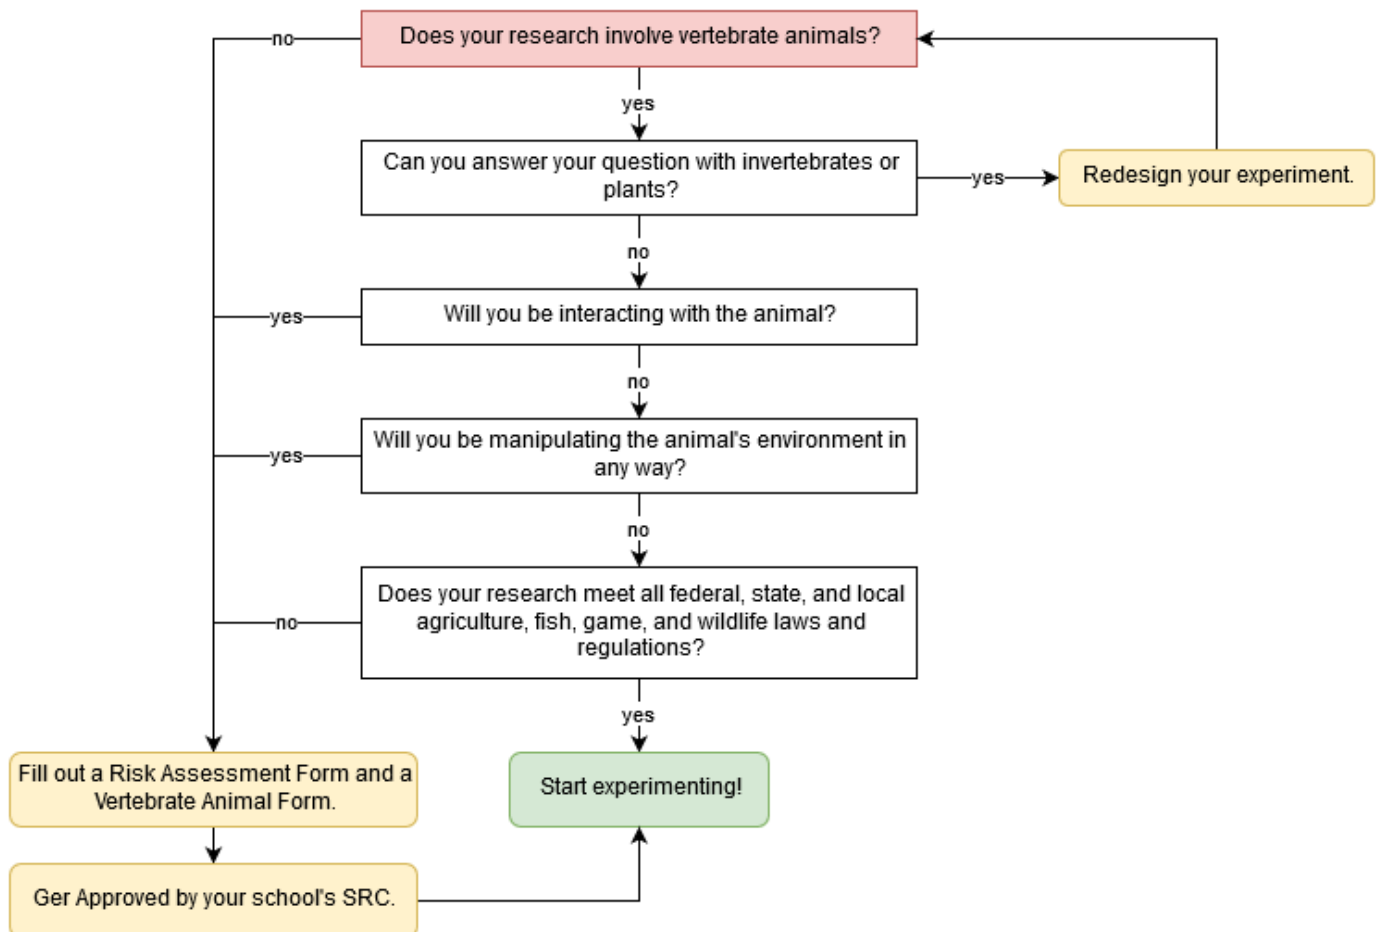 Does your research involve vertebrate animals?
no
yes
Can you answer your question with invertebrates or
plants?
yes
Redesign your experiment.
no
Will you be interacting with the animal?
yes
no
Will you be manipulating the animal's environment in
any way?
yes
no
Does your research meet all federal, state, and local
agriculture, fish, game, and wildlife laws and
regulations?
no
yes
Fill out a Risk Assessment Form and a
Vertebrate Animal Form.
Start experimenting!
Ger Approved by your school's SRC.